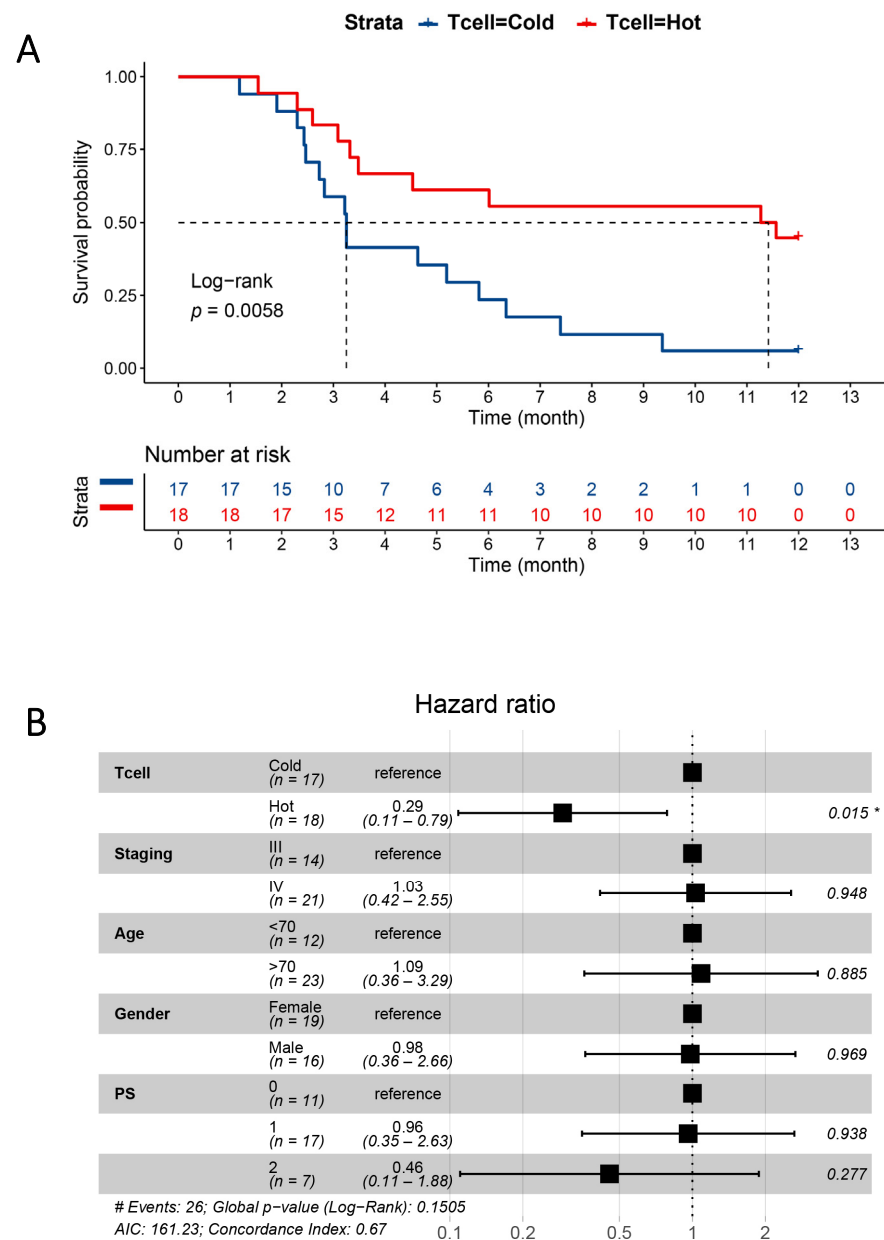 Strata Tcell=Cold Tcell=Hot
A
1.00
0.75
0.50
0.25
0.00
Survival probability
Log−rank
p = 0.0058
0 1 2 3 4 5 6 7 8 9 10 11 12 13
Time (month)
Number at risk
Strata
17 17 15 10 7 6 4 3 2 2 1 1 0 0
18 18 17 15 12 11 11 10 10 10 10 10 0 0
0 1 2 3 4 5 6 7 8 9 10 11 12 13
Time (month)
B
Hazard ratio
Tcell Cold reference
(n = 17)
Hot 0.29
(n = 18) (0.11 – 0.79) 0.015 *
Staging III reference
(n = 14)
IV 1.03
(n = 21) (0.42 – 2.55) 0.948
Age <70 reference
(n = 12)
>70 1.09
(n = 23) (0.36 – 3.29) 0.885
Gender Female reference
(n = 19)
Male 0.98
(n = 16) (0.36 – 2.66) 0.969
PS 0 reference
(n = 11)
1 0.96
(n = 17) (0.35 – 2.63) 0.938
2 0.46
(n = 7) (0.11 – 1.88) 0.277
# Events: 26; Global p−value (Log−Rank): 0.1505
AIC: 161.23; Concordance Index: 0.67
0.1 0.2 0.5 1 2